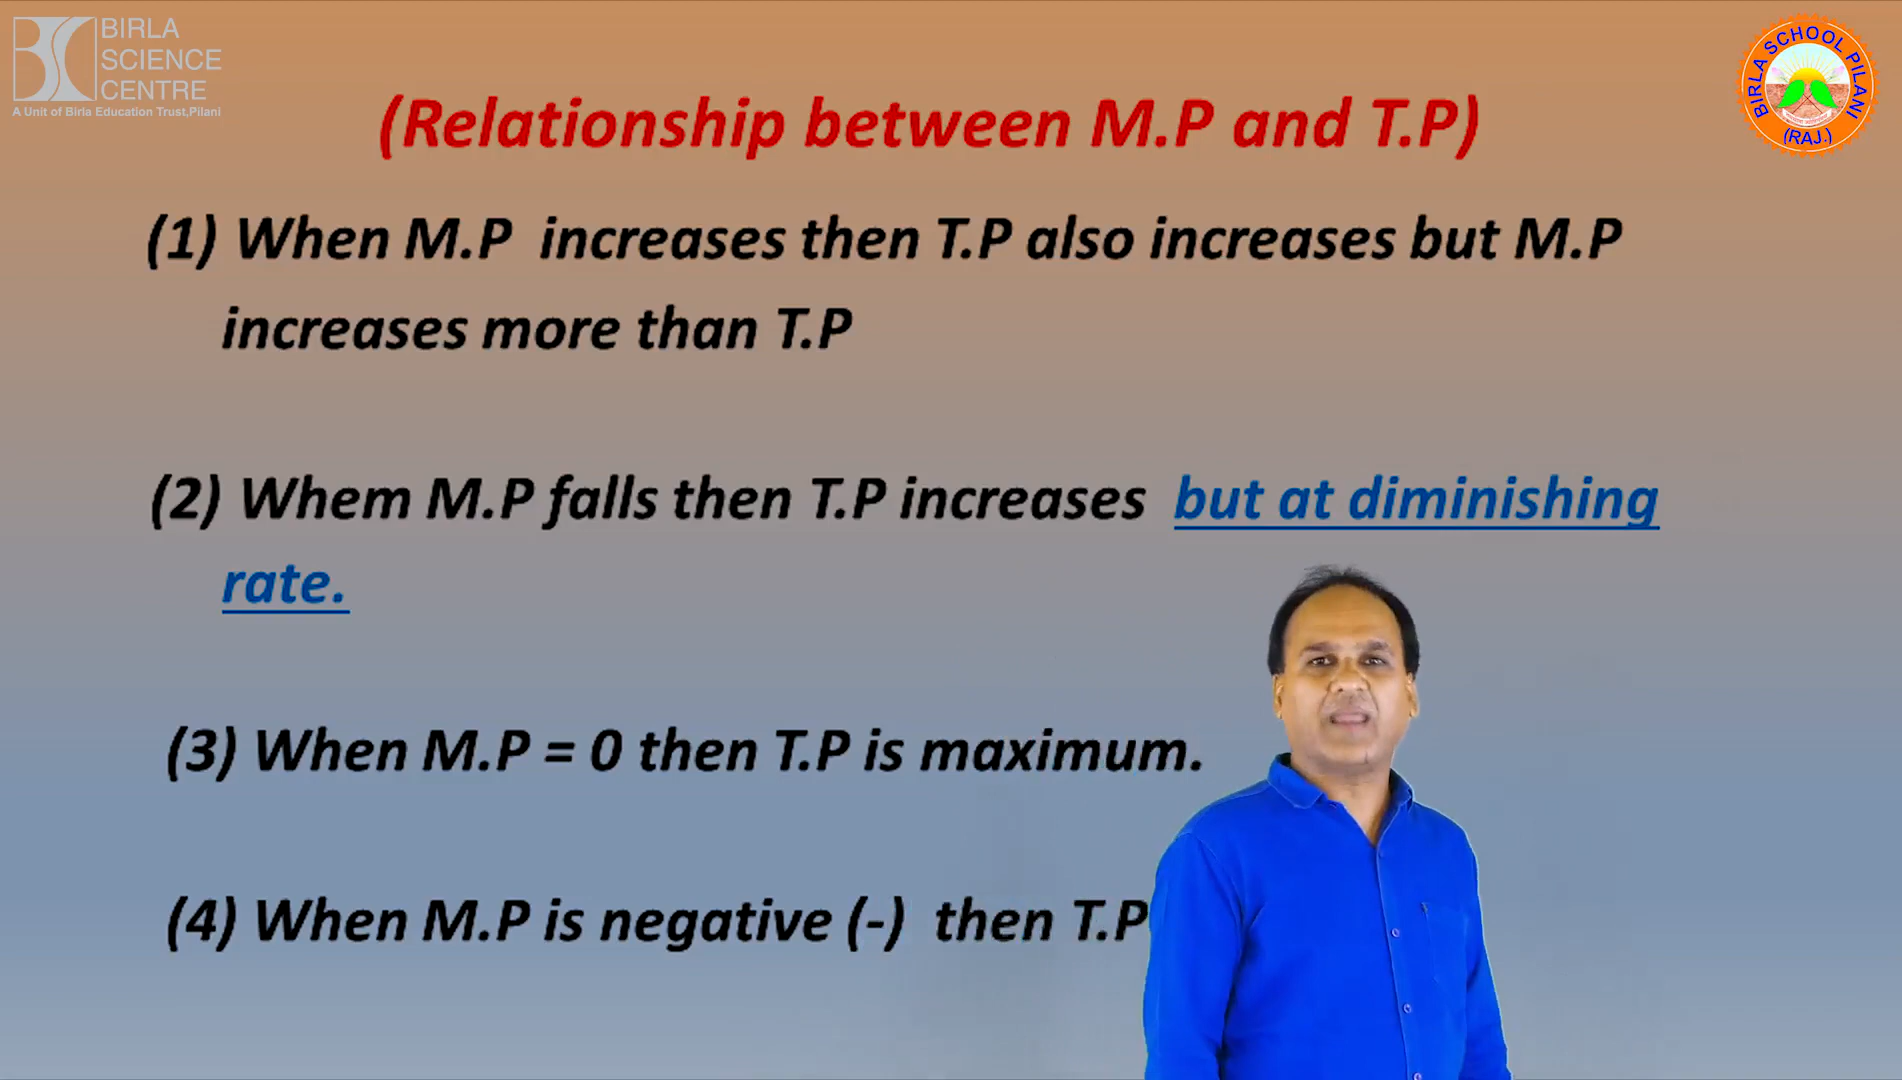 BIRLA
SCIENCE
CENTRE
A Unit of Birla Education Trust,Pilani
BIRLA SCHOOL PILANI
(RAJ.)
(Relationship between M.P and T.P)
(1) When M.P increases then T.P also increases but M.P
increases more than T.P
(2) Whem M.P falls then T.P increases but at diminishing
rate.
(3) When M.P = 0 then T.P is maximum.
(4) When M.P is negative (-) then T.P